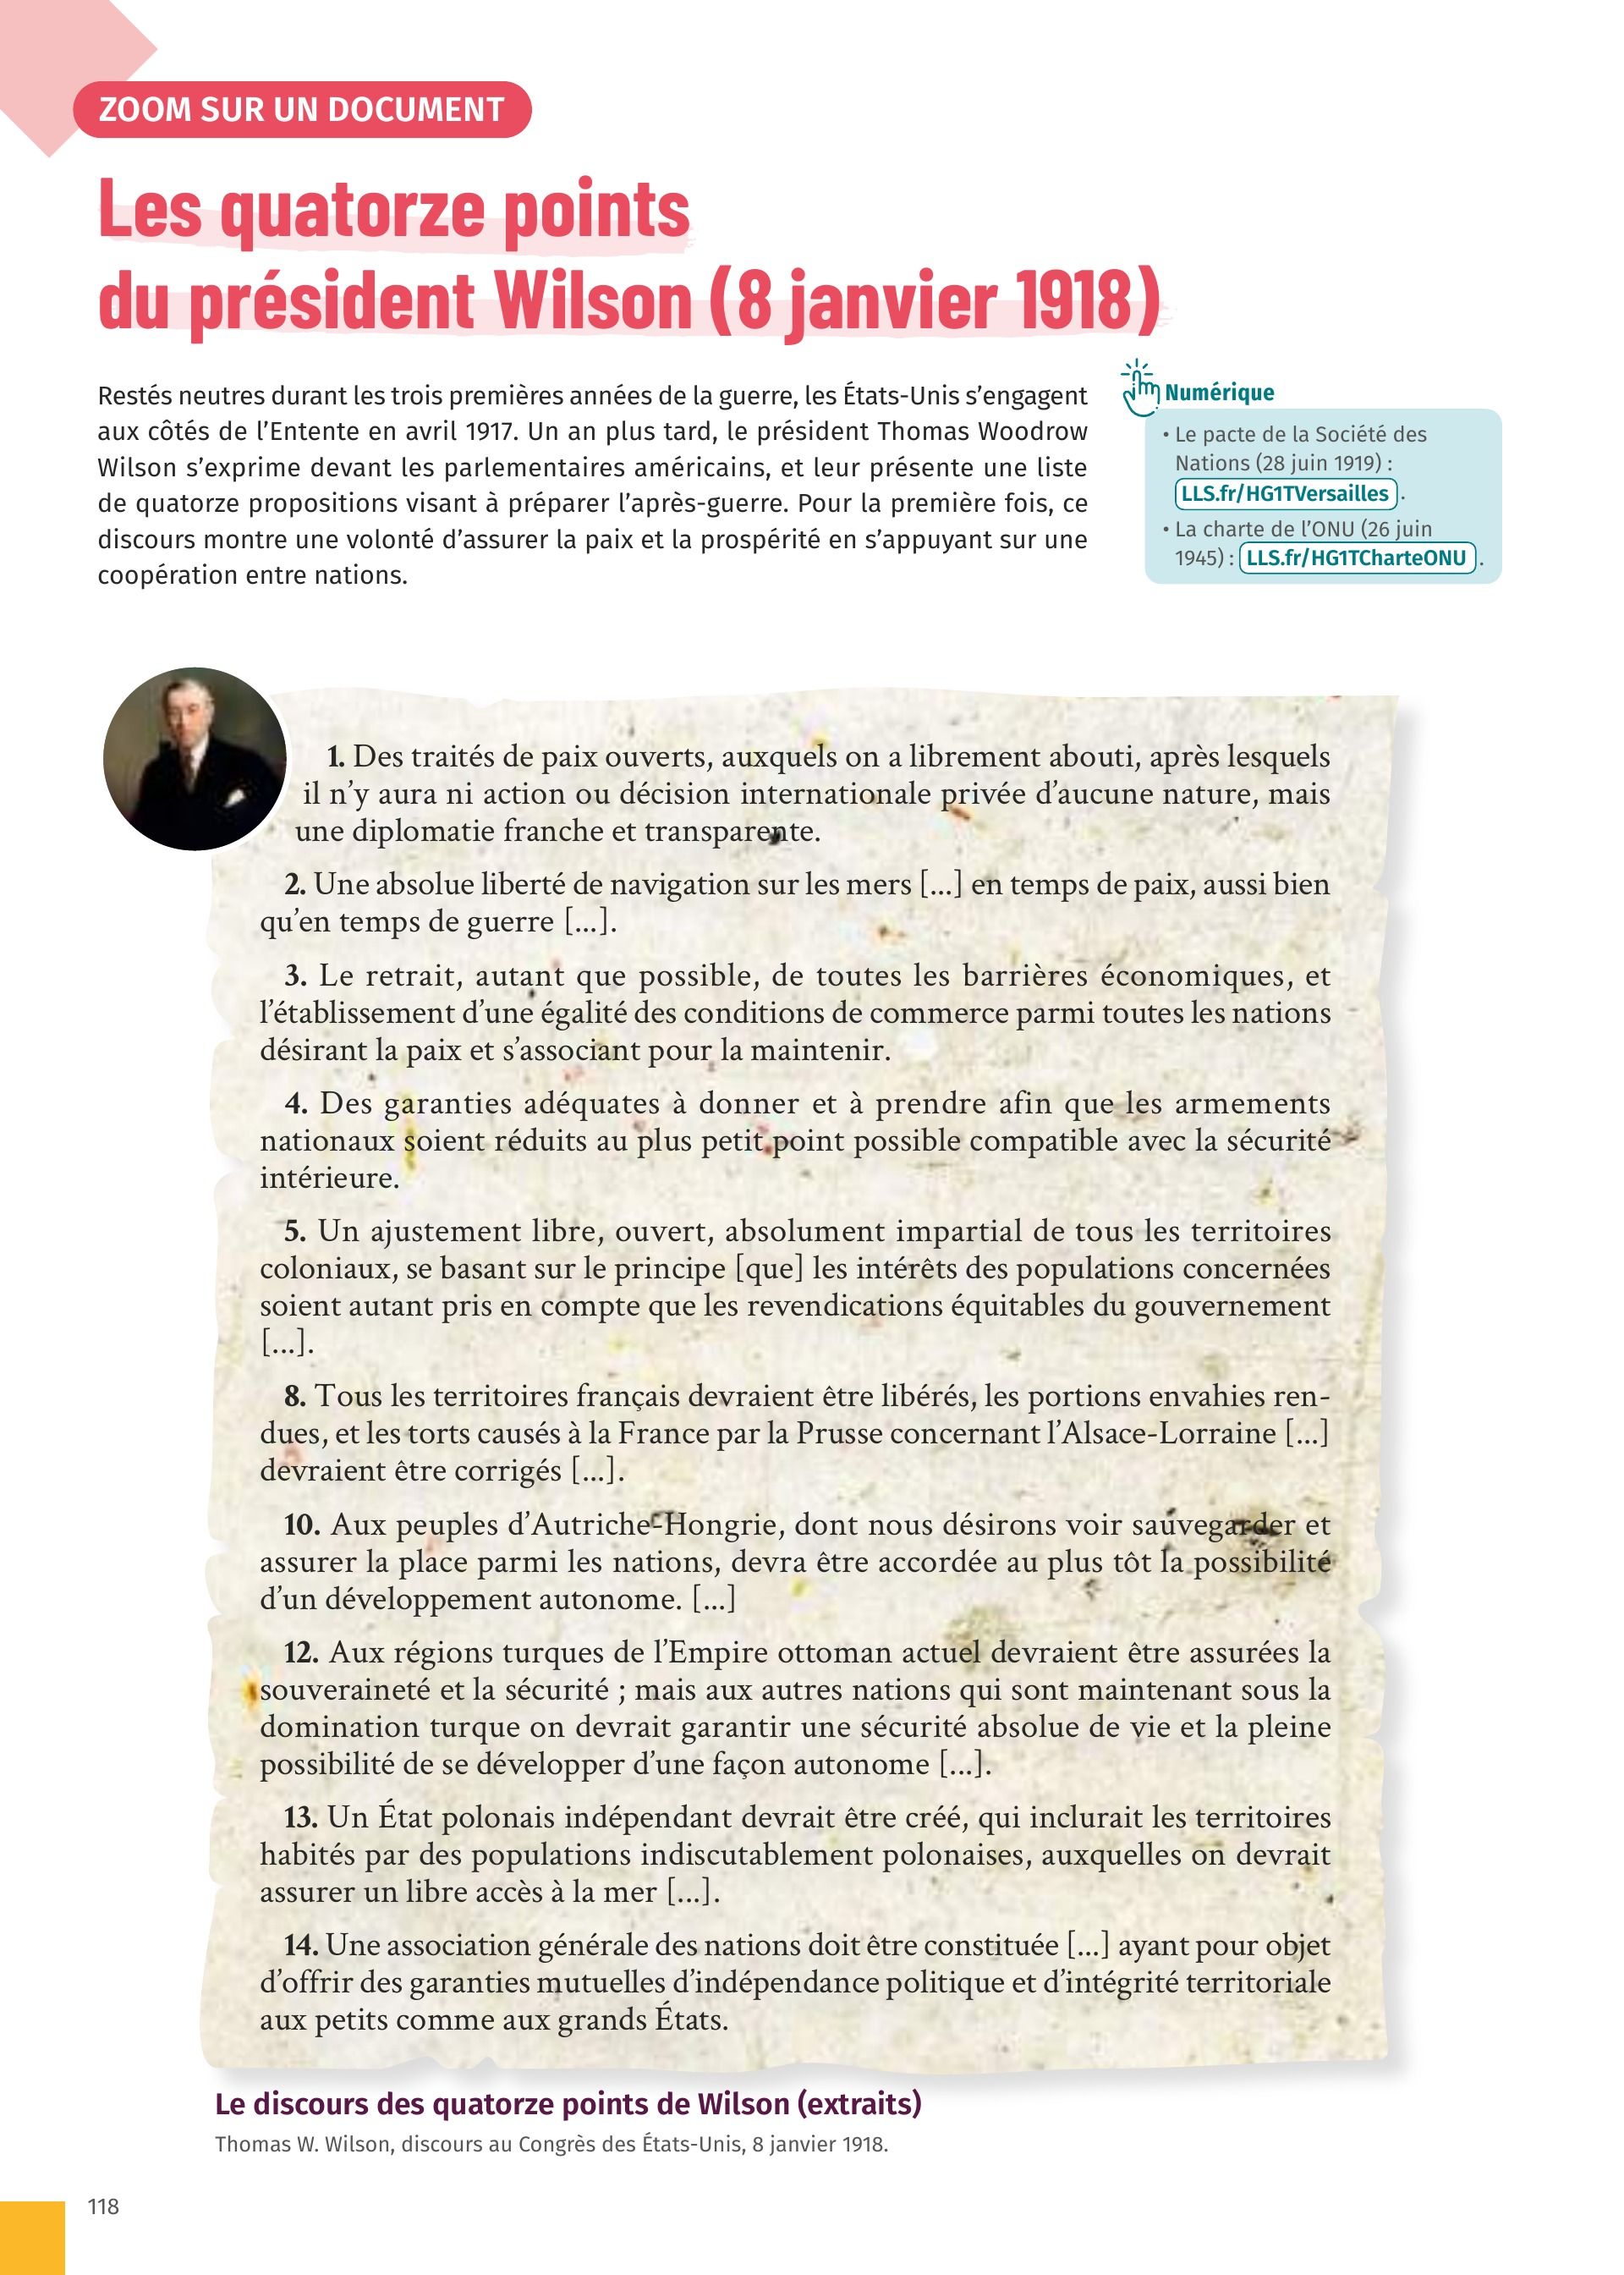 ZOOM SUR UN DOCUMENT
Les quatorze points
du président Wilson (8 janvier 1918)
Restés neutres durant les trois premières années de la guerre, les États-Unis s’engagent
aux côtés de l’Entente en avril 1917. Un an plus tard, le président Thomas Woodrow
Wilson s’exprime devant les parlementaires américains, et leur présente une liste
de quatorze propositions visant à préparer l’après-guerre. Pour la première fois, ce
discours montre une volonté d’assurer la paix et la prospérité en s’appuyant sur une
coopération entre nations.
Numérique
• Le pacte de la Société des
Nations (28 juin 1919) :
LLS.fr/HG1TVersailles .
• La charte de l’ONU (26 juin
1945) : LLS.fr/HG1TCharteONU .
1. Des traités de paix ouverts, auxquels on a librement abouti, après lesquels
il n’y aura ni action ou décision internationale privée d’aucune nature, mais
une diplomatie franche et transparente.
2. Une absolue liberté de navigation sur les mers [...] en temps de paix, aussi bien
qu’en temps de guerre [...].
3. Le retrait, autant que possible, de toutes les barrières économiques, et
l’établissement d’une égalité des conditions de commerce parmi toutes les nations
désirant la paix et s’associant pour la maintenir.
4. Des garanties adéquates à donner et à prendre afin que les armements
nationaux soient réduits au plus petit point possible compatible avec la sécurité
intérieure.
5. Un ajustement libre, ouvert, absolument impartial de tous les territoires
coloniaux, se basant sur le principe [que] les intérêts des populations concernées
soient autant pris en compte que les revendications équitables du gouvernement
[...].
8. Tous les territoires français devraient être libérés, les portions envahies ren-
dues, et les torts causés à la France par la Prusse concernant l’Alsace-Lorraine [...]
devraient être corrigés [...].
10. Aux peuples d’Autriche-Hongrie, dont nous désirons voir sauvegarder et
assurer la place parmi les nations, devra être accordée au plus tôt la possibilité
d’un développement autonome. [...]
12. Aux régions turques de l’Empire ottoman actuel devraient être assurées la
souveraineté et la sécurité ; mais aux autres nations qui sont maintenant sous la
domination turque on devrait garantir une sécurité absolue de vie et la pleine
possibilité de se développer d’une façon autonome [...].
13. Un État polonais indépendant devrait être créé, qui inclurait les territoires
habités par des populations indiscutablement polonaises, auxquelles on devrait
assurer un libre accès à la mer [...].
14. Une association générale des nations doit être constituée [...] ayant pour objet
d’offrir des garanties mutuelles d’indépendance politique et d’intégrité territoriale
aux petits comme aux grands États.
Le discours des quatorze points de Wilson (extraits)
Thomas W. Wilson, discours au Congrès des États-Unis, 8 janvier 1918.
118